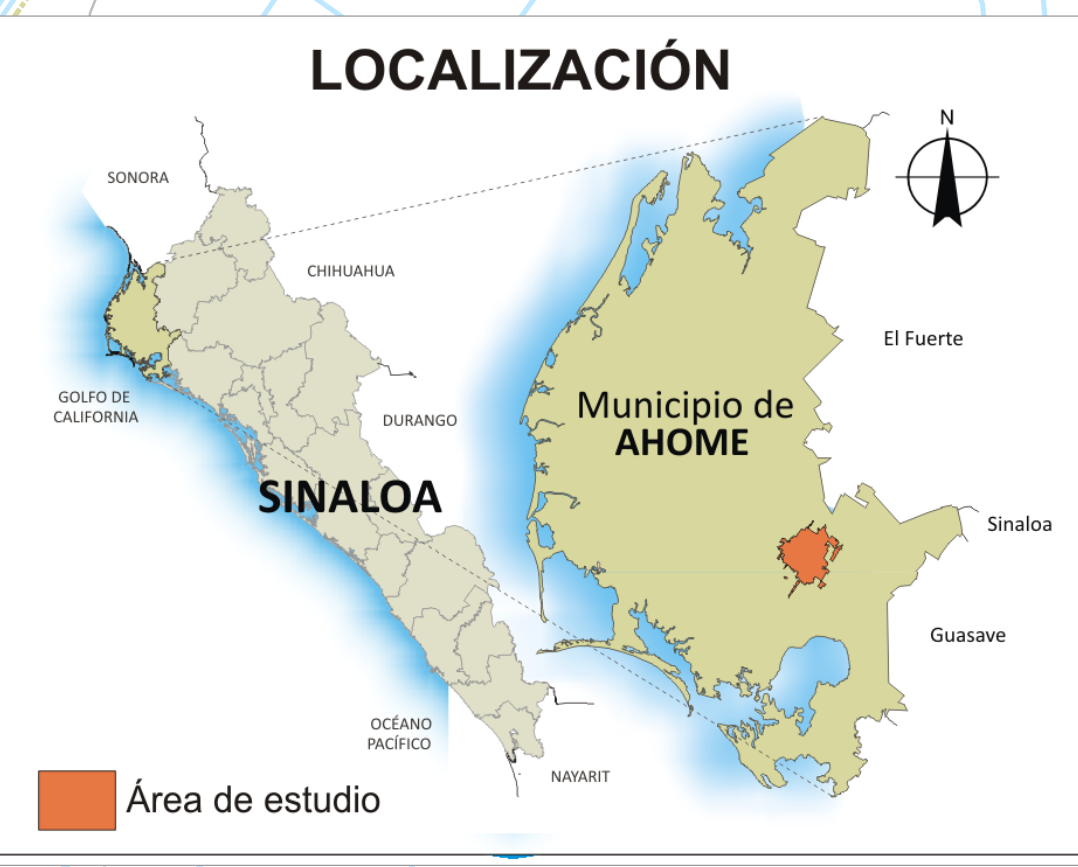 LOCALIZACIÓN
N
SONORA
CHIHUAHUA
El Fuerte
GOLFO DE
CALIFORNIA
DURANGO
Municipio de
AHOME
SINALOA
Sinaloa
Guasave
OCÉANO
PACÍFICO
NAYARIT
Área de estudio